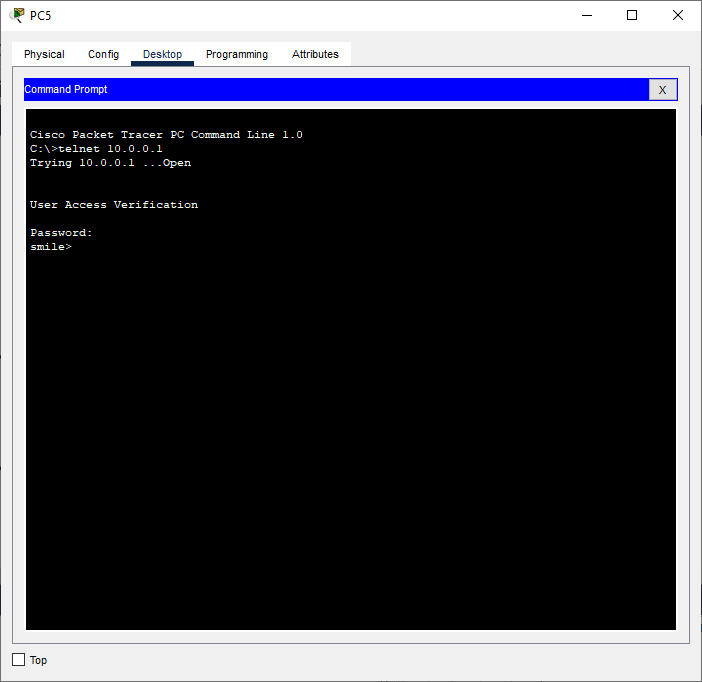 PC5
Physical Config Desktop Programming Attributes
Command Prompt X
Cisco Packet Tracer PC Command Line 1.0
C:\>telnet 10.0.0.1
Trying 10.0.0.1 ...Open
User Access Verification
Password:
smile>
Top